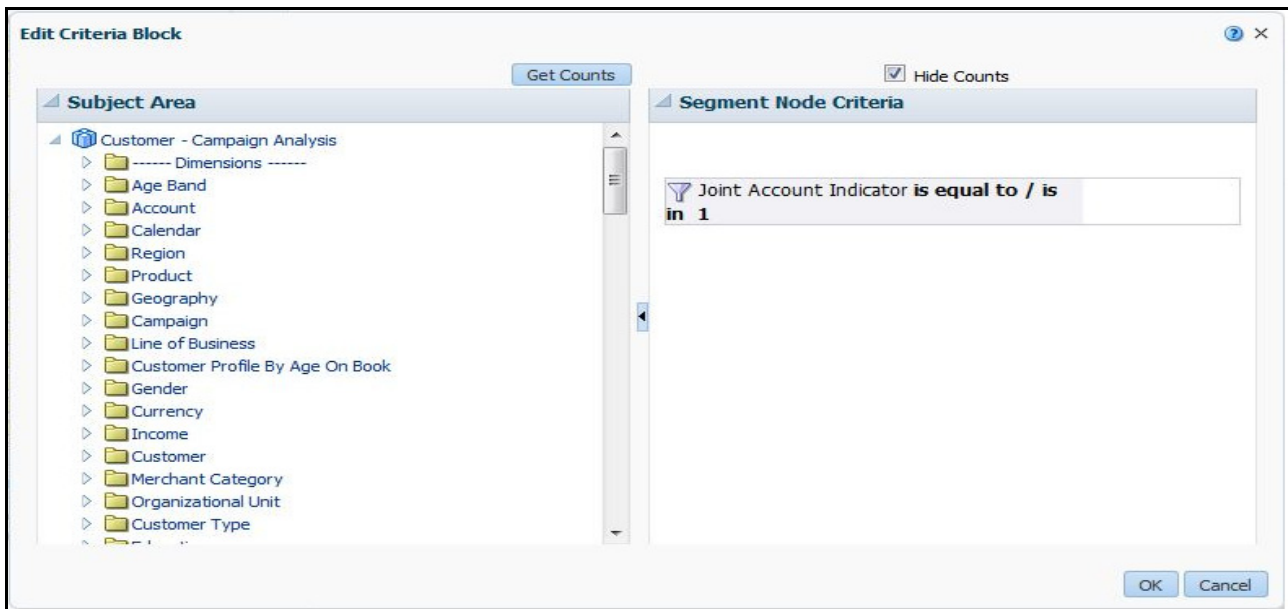 Edit Criteria Block
Get Counts
Hide Counts
Subject Area
Customer - Campaign Analysis
------ Dimensions ------
Age Band
Account
Calendar
Region
Product
Geography
Campaign
Line of Business
Customer Profile By Age On Book
Gender
Currency
Income
Customer
Merchant Category
Organizational Unit
Customer Type
Segment Node Criteria
Joint Account Indicator is equal to / is
in 1
OK
Cancel